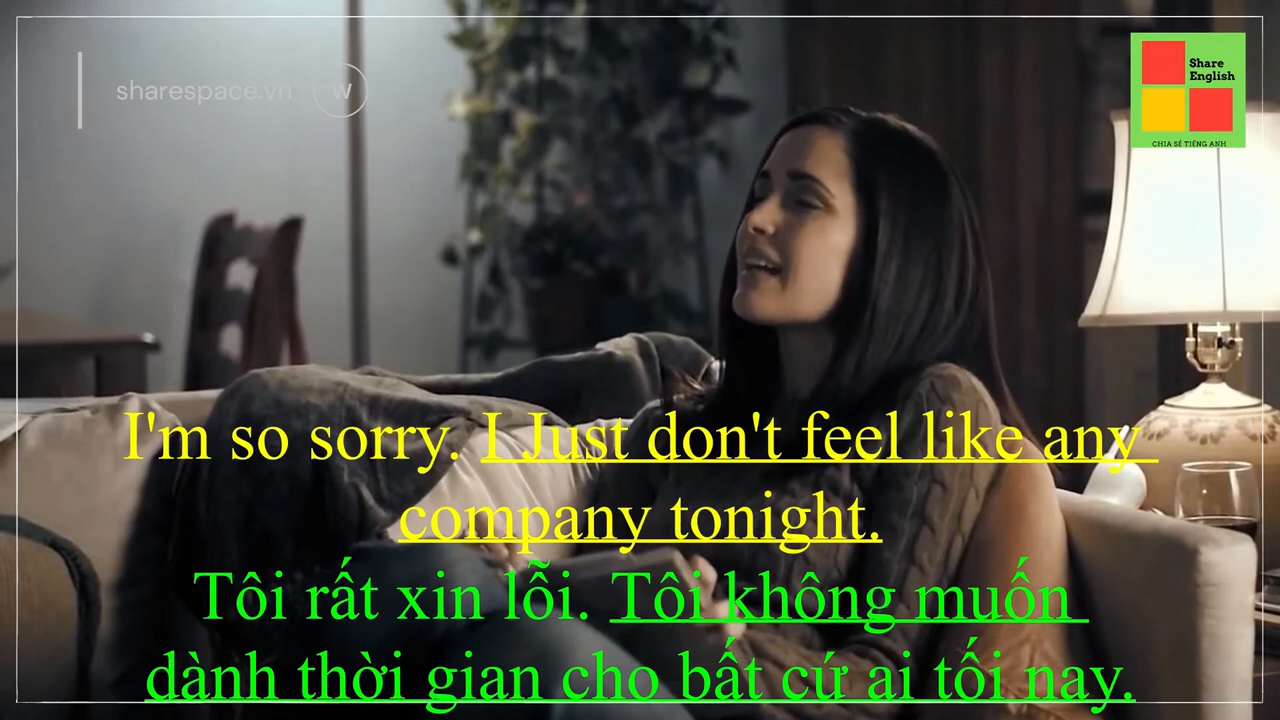 sharespace.vn W
Share
English
CHIA SẺ TIẾNG ANH
I'm so sorry. I Just don't feel like any
company tonight.
Tôi rất xin lỗi. Tôi không muốn
dành thời gian cho bất cứ ai tối nay.